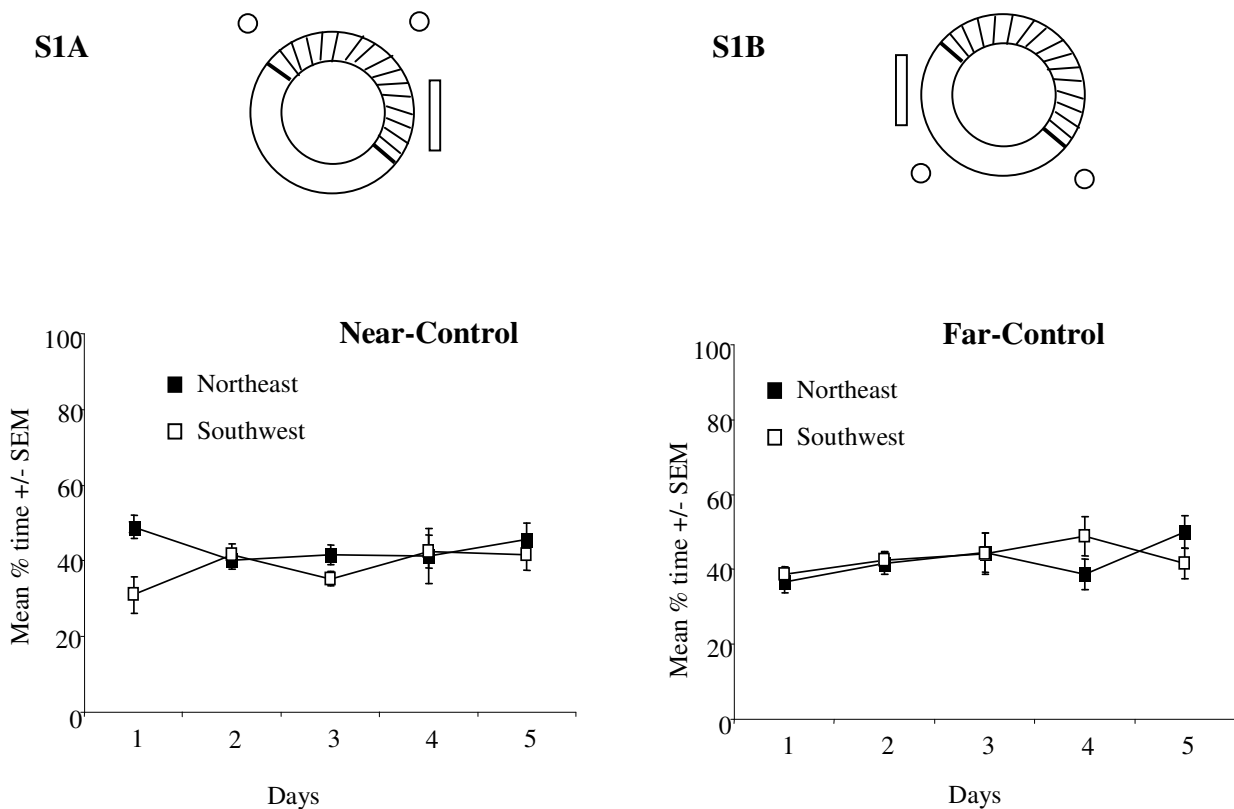 S1A
S1B
Near-Control
Northeast
Southwest
Mean % time +/- SEM
100
80
60
40
20
0
1 2 3 4 5
Days
Far-Control
Northeast
Southwest
Mean % time +/- SEM
100
80
60
40
20
0
1 2 3 4 5
Days